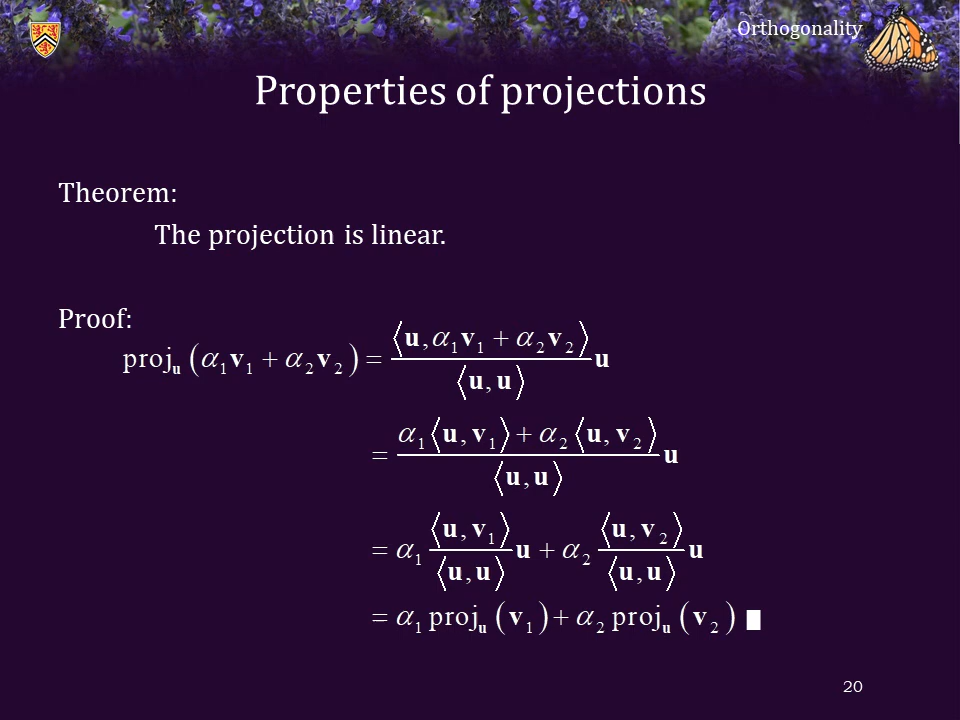 Orthogonality
Properties of projections
Theorem:
The projection is linear.
Proof:
proj_𝐮 (α₁𝐯₁ + α₂𝐯₂) = ⟨𝐮, α₁𝐯₁ + α₂𝐯₂⟩ / ⟨𝐮, 𝐮⟩ 𝐮
= (α₁⟨𝐮, 𝐯₁⟩ + α₂⟨𝐮, 𝐯₂⟩) / ⟨𝐮, 𝐮⟩ 𝐮
= α₁ ⟨𝐮, 𝐯₁⟩ / ⟨𝐮, 𝐮⟩ 𝐮 + α₂ ⟨𝐮, 𝐯₂⟩ / ⟨𝐮, 𝐮⟩ 𝐮
= α₁ proj_𝐮 (𝐯₁) + α₂ proj_𝐮 (𝐯₂) ∎
20